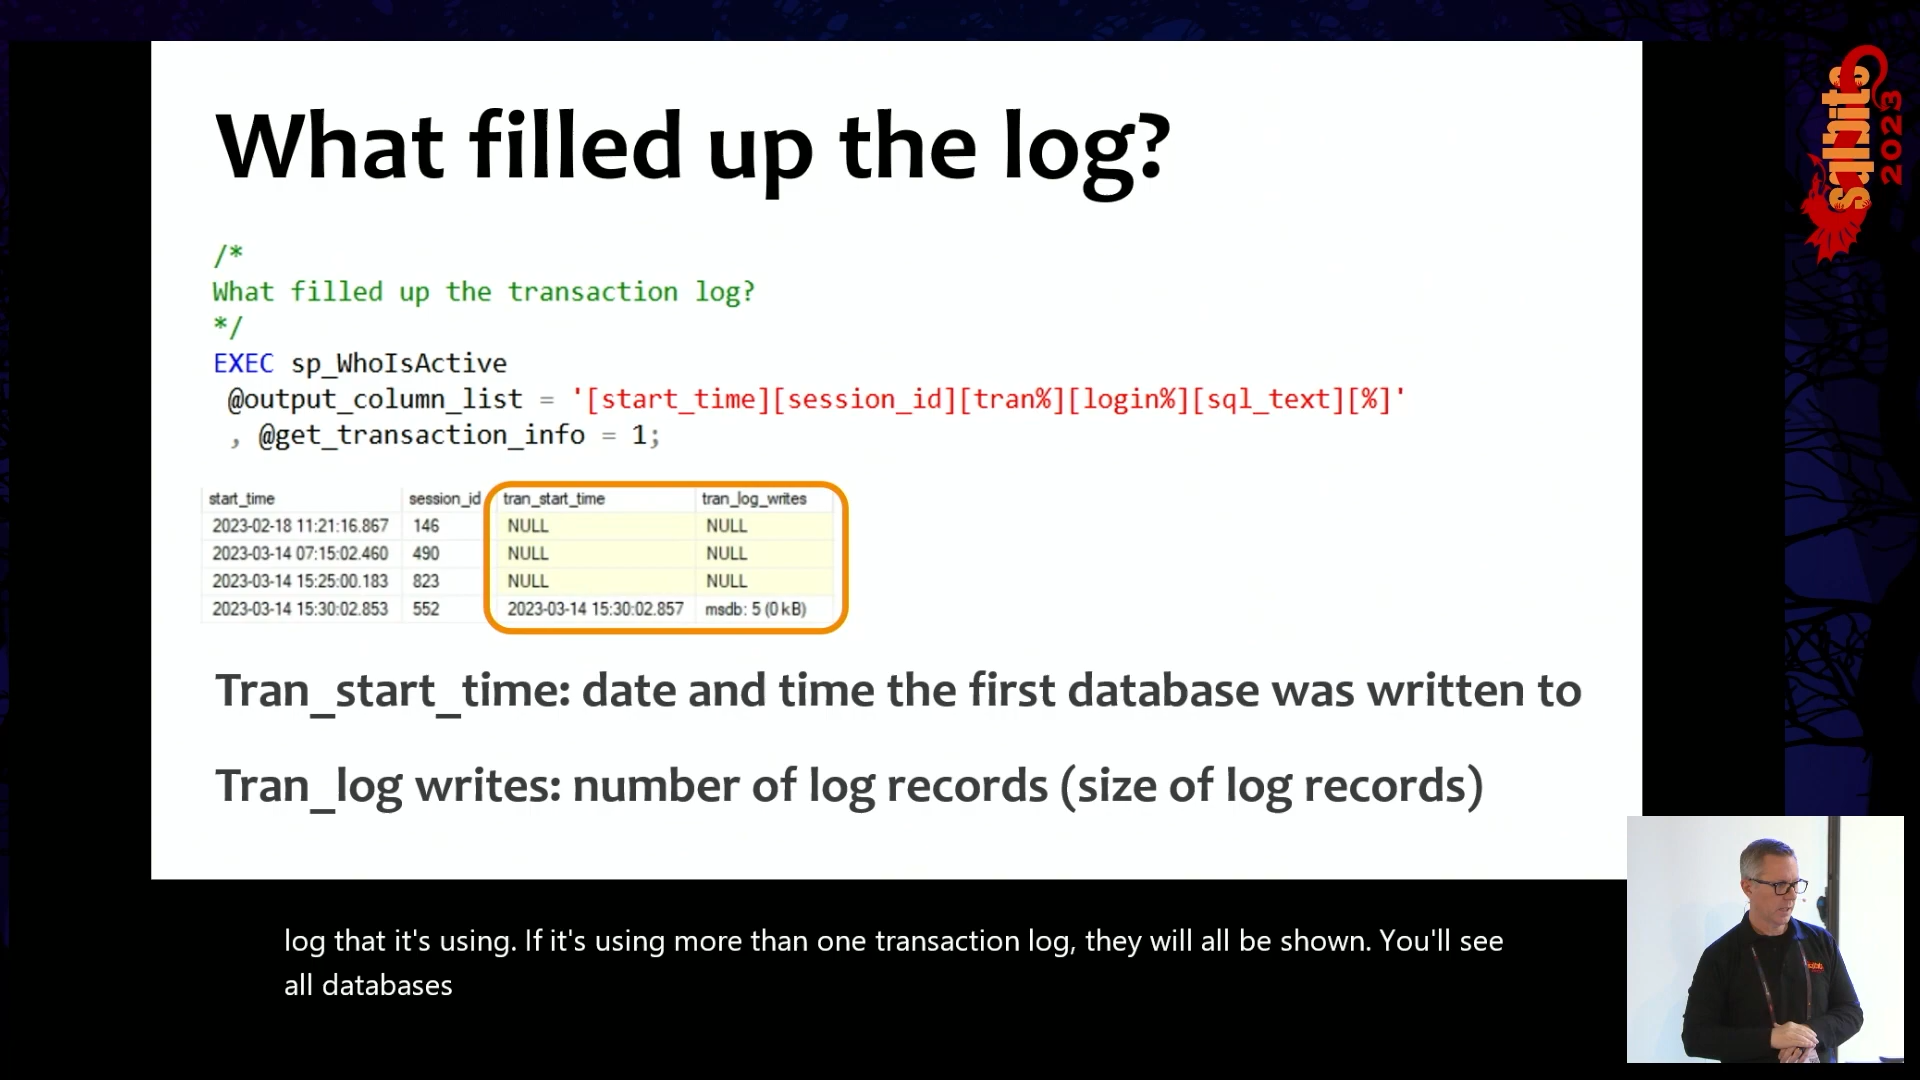 What filled up the log?
/*
What filled up the transaction log?
*/
EXEC sp_WhoIsActive
@output_column_list = '[start_time][session_id][tran%][login%][sql_text][%]'
, @get_transaction_info = 1;
start_time session_id tran_start_time tran_log_writes
2023-02-18 11:21:16.867 146 NULL NULL
2023-03-14 07:15:02.460 490 NULL NULL
2023-03-14 15:25:00.183 823 NULL NULL
2023-03-14 15:30:02.853 552 2023-03-14 15:30:02.857 msdb: 5 (0 kB)
Tran_start_time: date and time the first database was written to
Tran_log writes: number of log records (size of log records)
log that it's using. If it's using more than one transaction log, they will all be shown. You'll see
all databases
sqlbits
2023